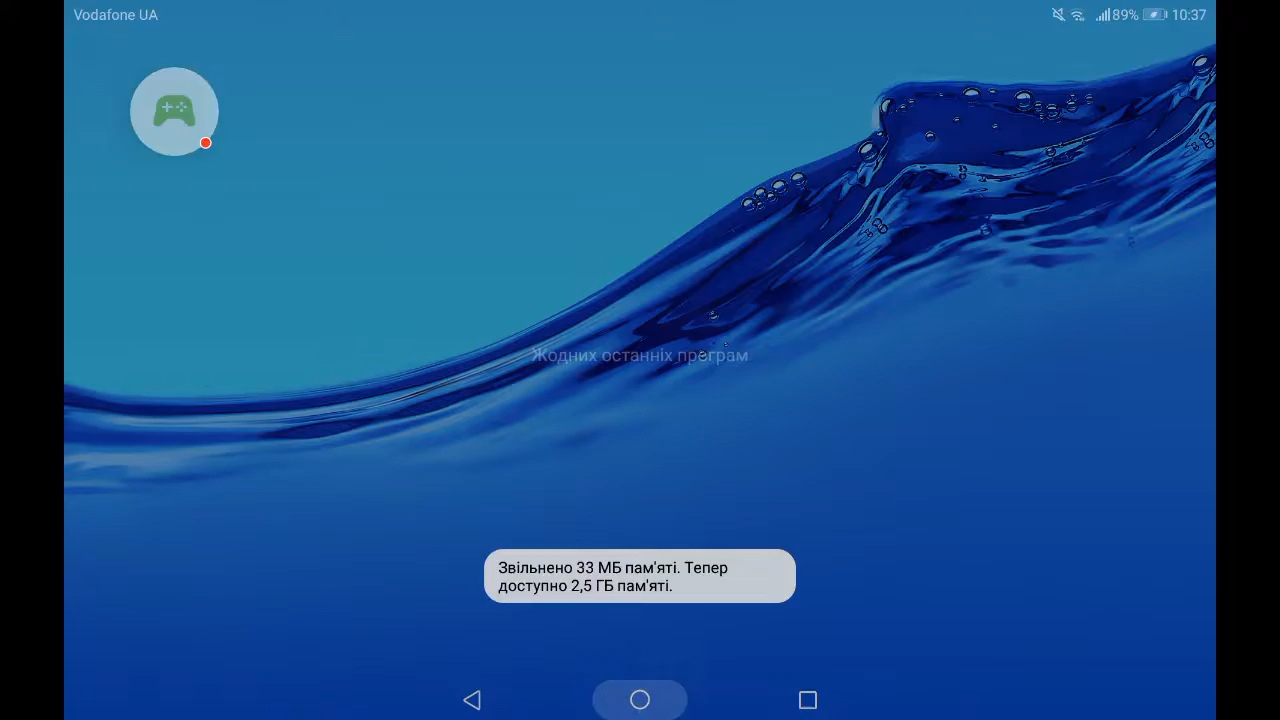 Vodafone UA
89% 10:37
Жодних останніх програм
Звільнено 33 МБ пам'яті. Тепер
доступно 2,5 ГБ пам'яті.